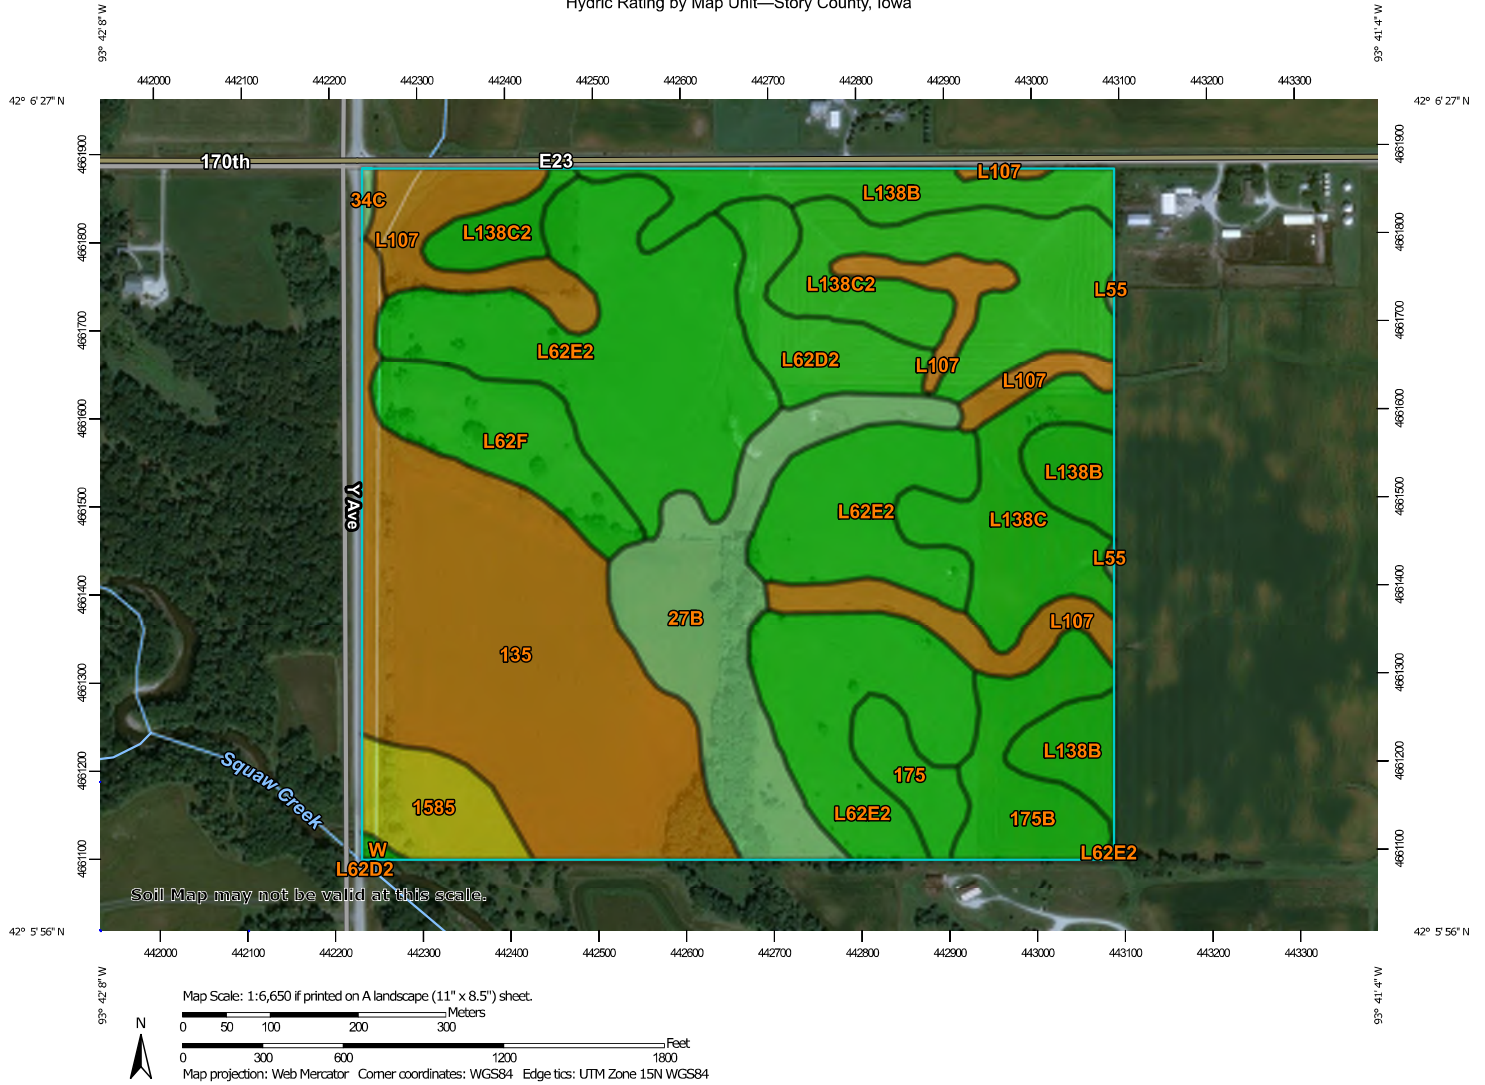 Hydric Rating by Map Unit—Story County, Iowa
93° 42' 8" W
93° 41' 4" W
442000 442100 442200 442300 442400 442500 442600 442700 442800 442900 443000 443100 443200 443300
42° 6' 27" N
42° 6' 27" N
4661900
4661800
4661700
4661600
4661500
4661400
4661300
4661200
4661100
4661900
4661800
4661700
4661600
4661500
4661400
4661300
4661200
4661100
170th
E23
L107
34C
L138B
L138C2
L107
L138C2
L55
L62E2
L62D2
L107
L107
L62F
L138B
Y Ave
L62E2
L138C
L55
27B
L107
135
L138B
175
Squaw Creek
1585
L62E2
175B
W
L62E2
L62D2
Soil Map may not be valid at this scale.
42° 5' 56" N
42° 5' 56" N
442000 442100 442200 442300 442400 442500 442600 442700 442800 442900 443000 443100 443200 443300
93° 42' 8" W
93° 41' 4" W
Map Scale: 1:6,650 if printed on A landscape (11" x 8.5") sheet.
Meters
0 50 100 200 300
N
Feet
0 300 600 1200 1800
Map projection: Web Mercator Corner coordinates: WGS84 Edge tics: UTM Zone 15N WGS84